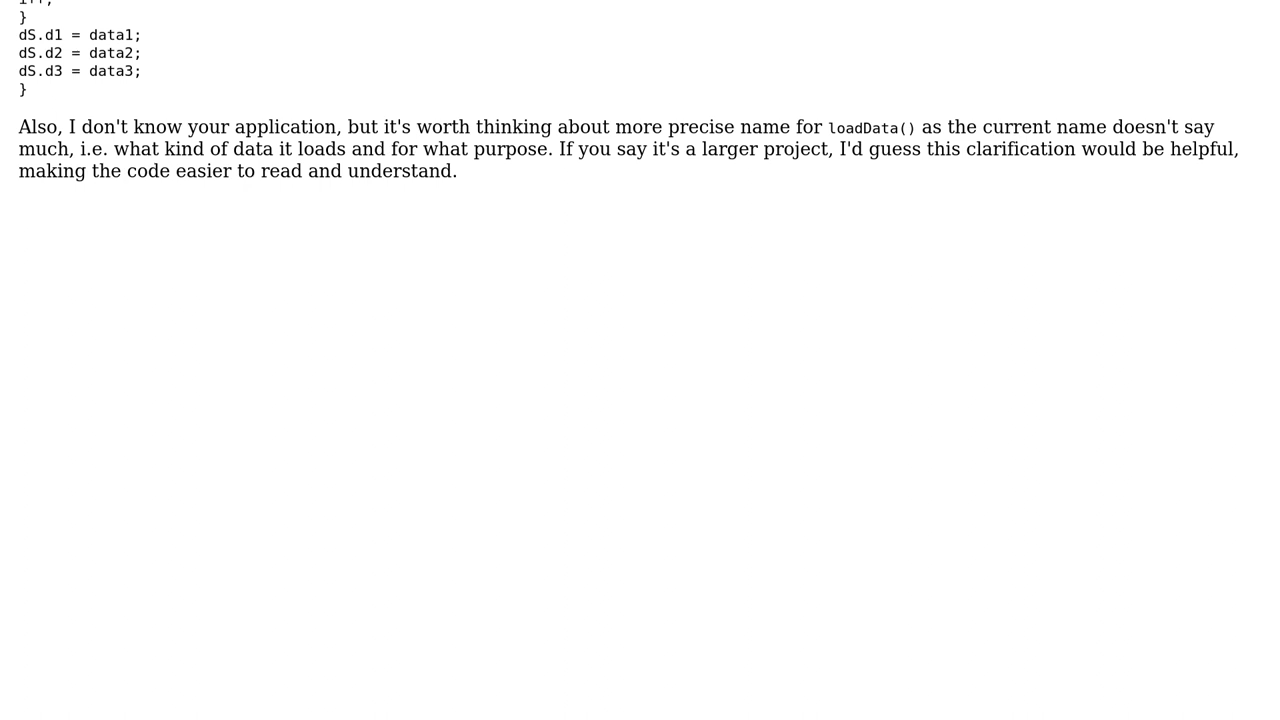 }
dS.d1 = data1;
dS.d2 = data2;
dS.d3 = data3;
}
Also, I don't know your application, but it's worth thinking about more precise name for loadData() as the current name doesn't say
much, i.e. what kind of data it loads and for what purpose. If you say it's a larger project, I'd guess this clarification would be helpful,
making the code easier to read and understand.